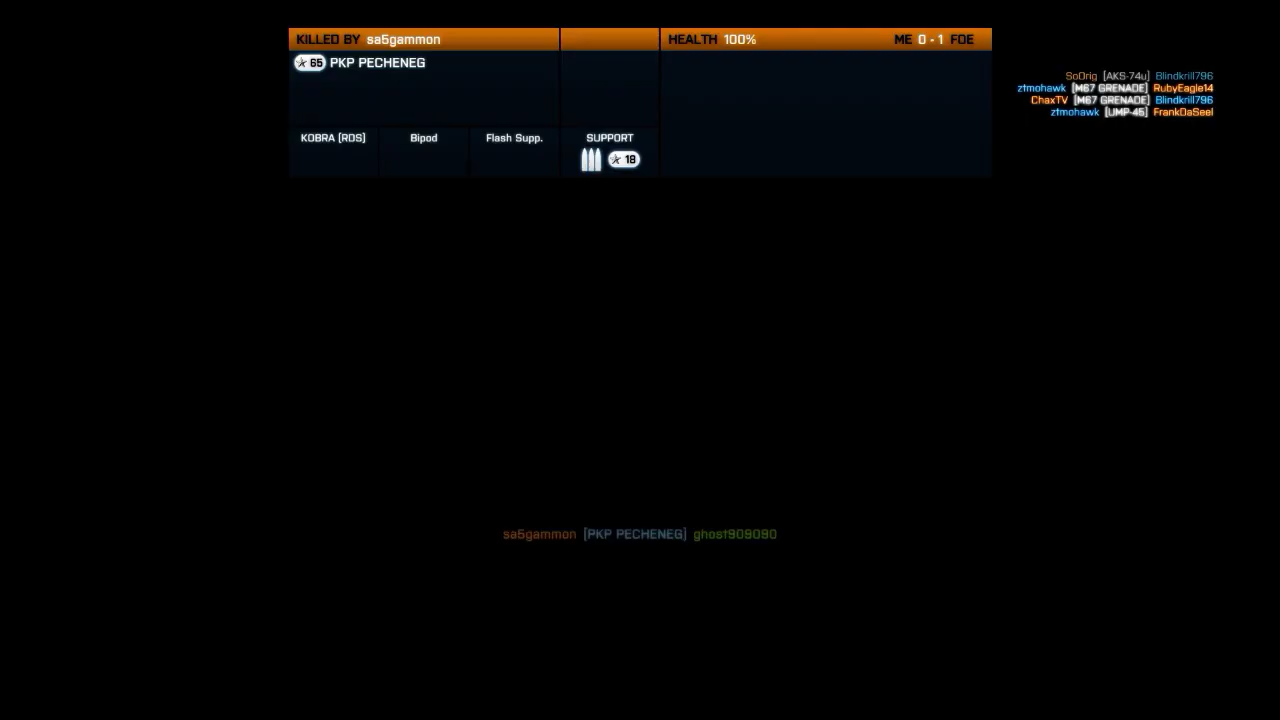 KILLED BY sa5gammon HEALTH 100% ME 0 - 1 FOE
65 PKP PECHENEG
KOBRA (RDS) Bipod Flash Supp. SUPPORT
18
SoOrig [AKS-74u] Blindkrill796
ztmohawk [M67 GRENADE] RubyEagle14
ChaxTV [M67 GRENADE] Blindkrill796
ztmohawk [UMP-45] FrankDaSeel
sa5gammon [PKP PECHENEG] ghost909090